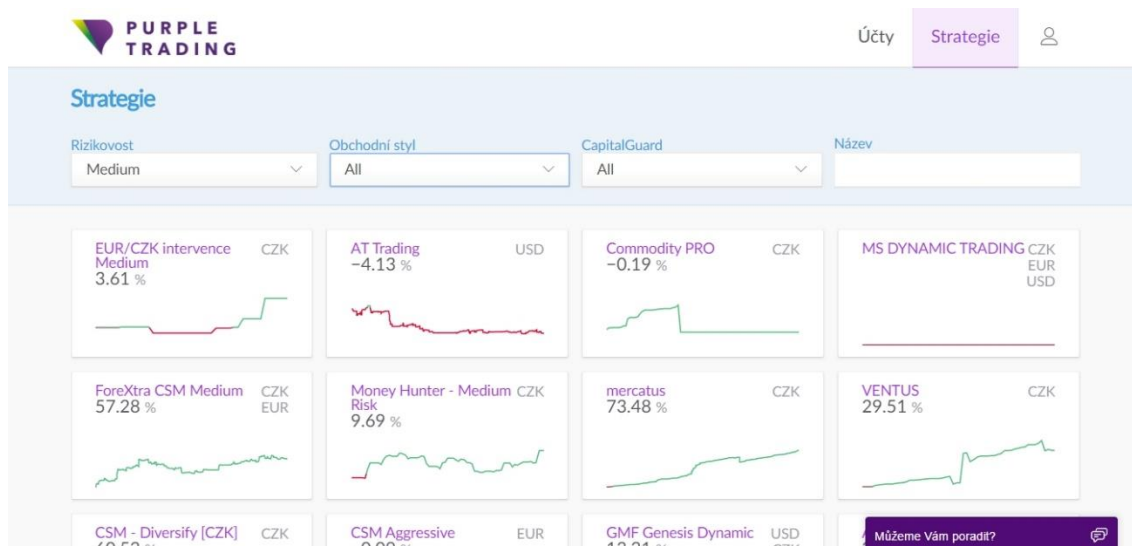 PURPLE
TRADING
Účty
Strategie
Strategie
Rizikovost
Obchodní styl
CapitalGuard
Název
Medium
All
All
EUR/CZK intervence
Medium
3.61 %
CZK
AT Trading
−4.13 %
USD
Commodity PRO
−0.19 %
CZK
MS DYNAMIC TRADING
CZK
EUR
USD
ForeXtra CSM Medium
57.28 %
CZK
EUR
Money Hunter - Medium
Risk
9.69 %
CZK
mercatus
73.48 %
CZK
VENTUS
29.51 %
CZK
CSM - Diversify [CZK]
CZK
CSM Aggressive
EUR
GMF Genesis Dynamic
USD
Můžeme Vám poradit?